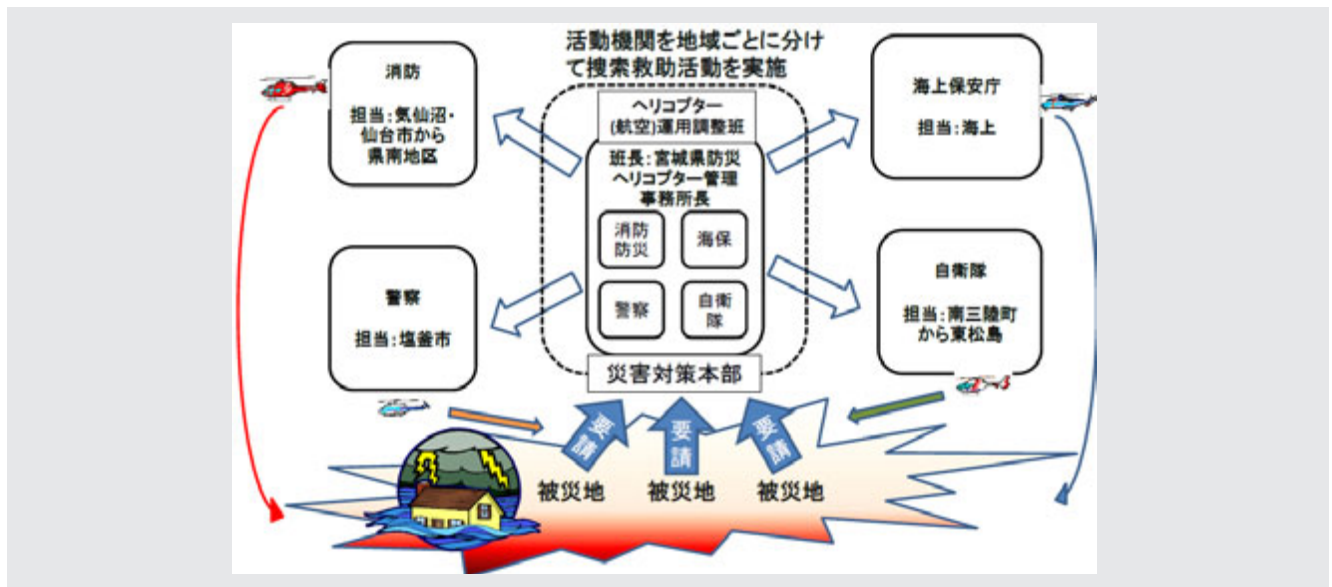 活動機関を地域ごとに分け
て捜索救助活動を実施
消防
担当:気仙沼・
仙台市から
県南地区
ヘリコプター
(航空)運用調整班
班長:宮城県防災
ヘリコプター管理
事務所長
消防
防災
海保
警察
自衛
隊
海上保安庁
担当:海上
警察
担当:塩釜市
自衛隊
担当:南三陸町
から東松島
災害対策本部
要請
要請
要請
被災地
被災地
被災地